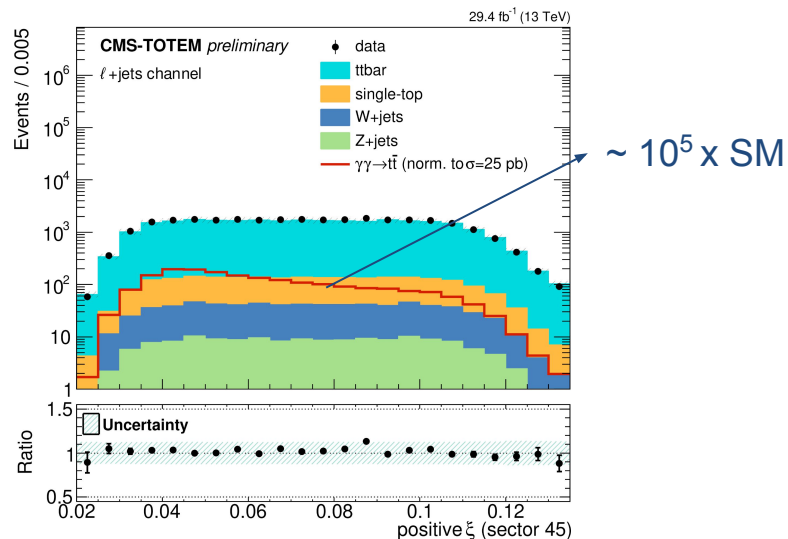 29.4 fb⁻¹ (13 TeV)
CMS-TOTEM preliminary
ℓ+jets channel
data
ttbar
single-top
W+jets
Z+jets
γγ→tt̄ (norm. to σ=25 pb)
~ 10⁵ x SM
Events / 0.005
10⁶
10⁵
10⁴
10³
10²
10
1
Uncertainty
Ratio
1.5
1
0.5
0.02 0.04 0.06 0.08 0.1 0.12
positive ξ (sector 45)